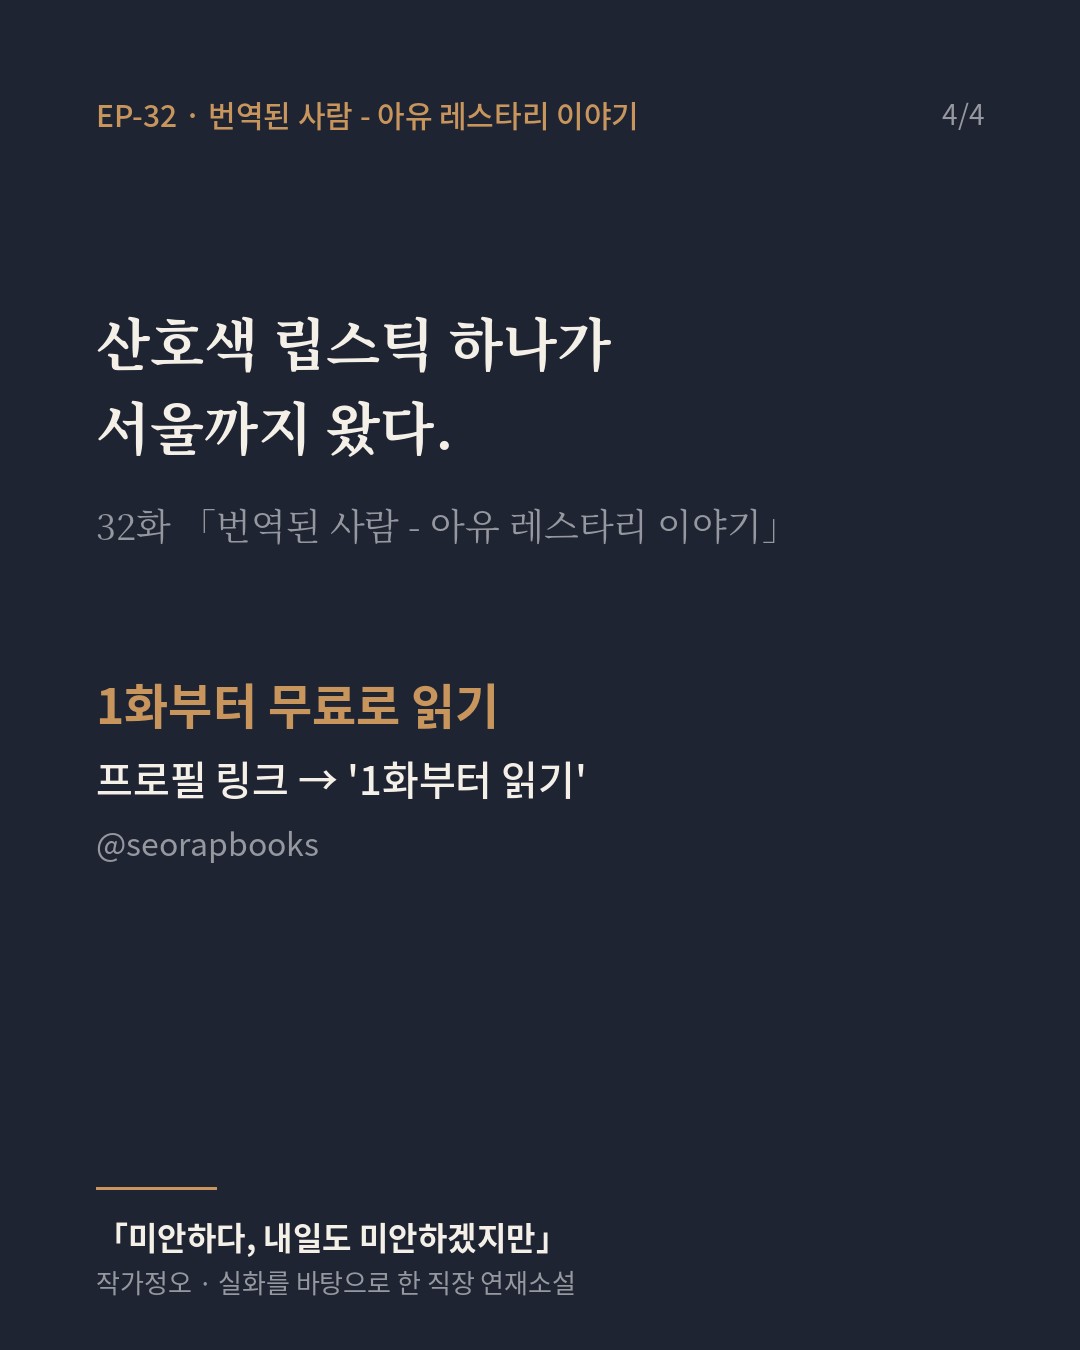 EP-32 · 번역된 사람 - 아유 레스타리 이야기
4/4
산호색 립스틱 하나가
서울까지 왔다.
32화 「번역된 사람 - 아유 레스타리 이야기」
1화부터 무료로 읽기
프로필 링크 → '1화부터 읽기'
@seorapbooks
「미안하다, 내일도 미안하겠지만」
작가정오 · 실화를 바탕으로 한 직장 연재소설